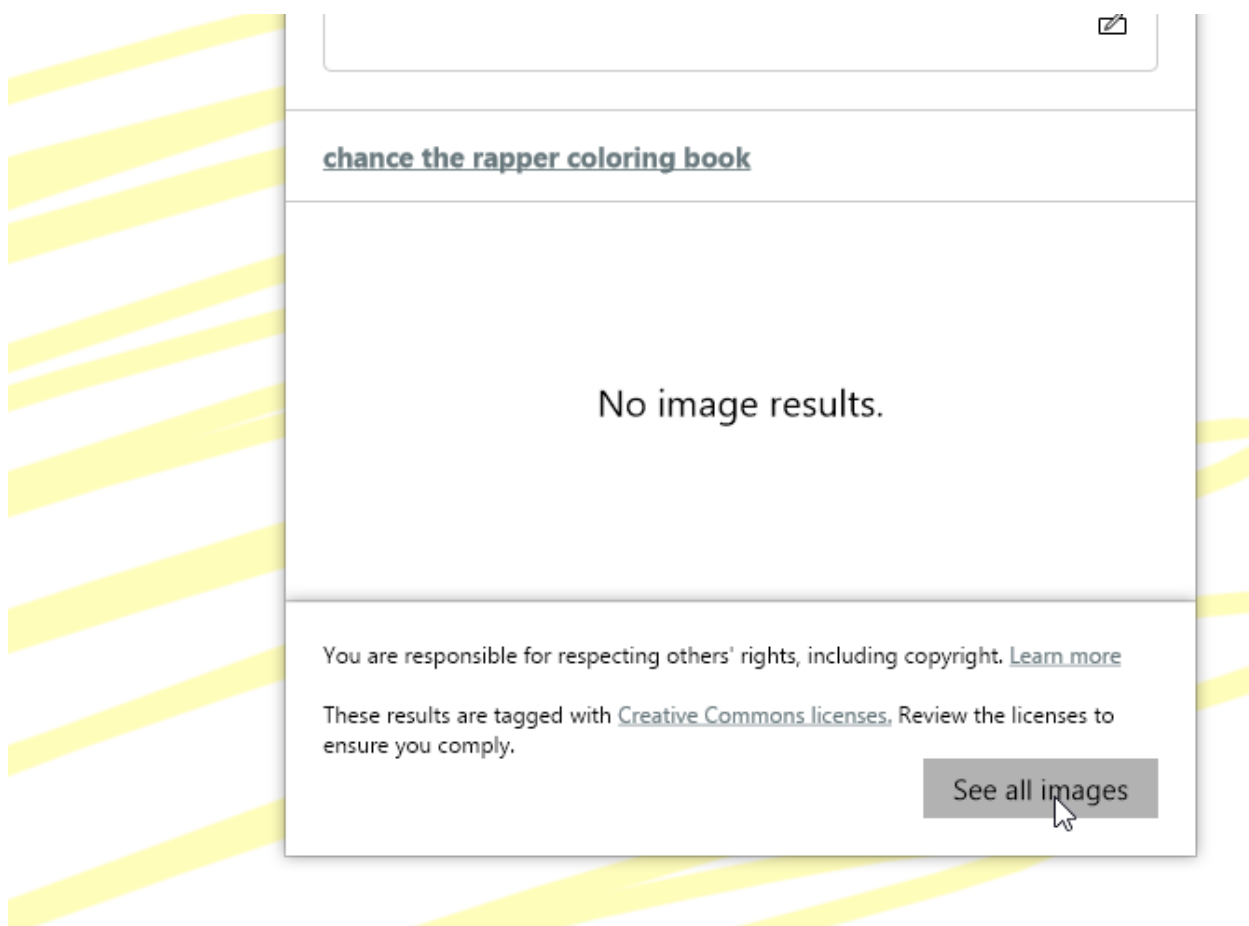 chance the rapper coloring book
No image results.
You are responsible for respecting others' rights, including copyright. Learn more
These results are tagged with Creative Commons licenses. Review the licenses to
ensure you comply.
See all images